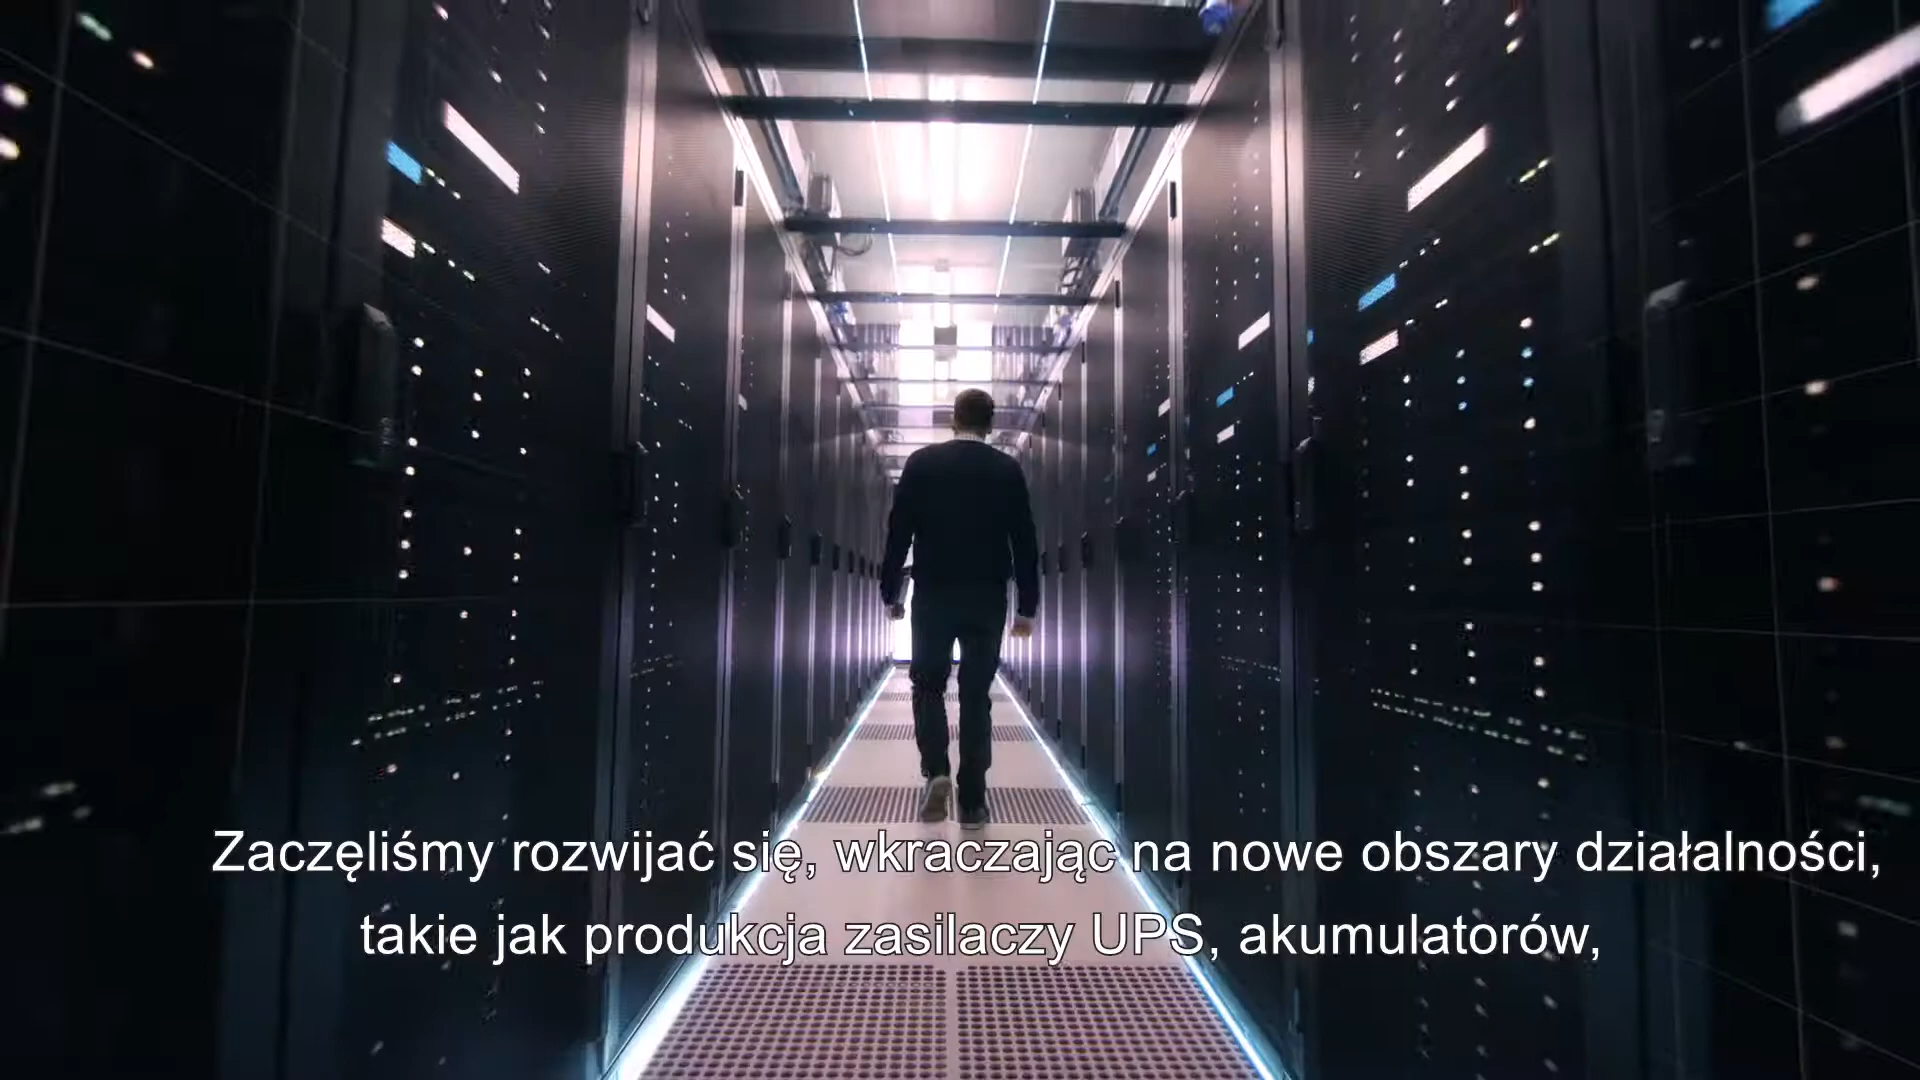 Zaczęliśmy rozwijać się, wkraczając na nowe obszary działalności,
takie jak produkcja zasilaczy UPS, akumulatorów,